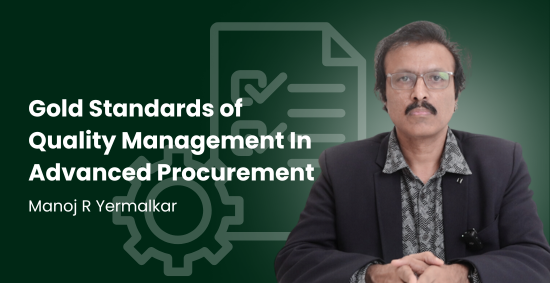 Gold Standards of
Quality Management In
Advanced Procurement
Manoj R Yermalkar